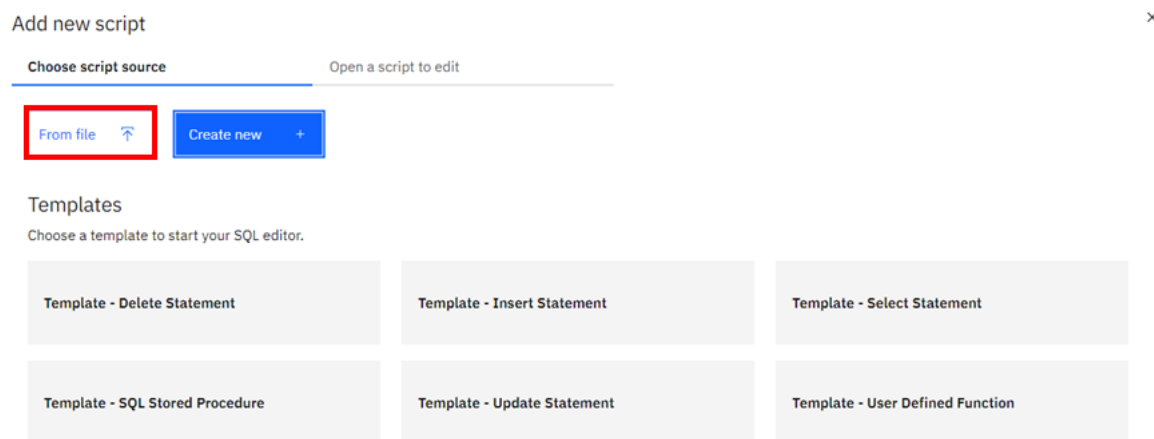 Add new script
Choose script source
Open a script to edit
From file
Create new +
Templates
Choose a template to start your SQL editor.
Template - Delete Statement
Template - Insert Statement
Template - Select Statement
Template - SQL Stored Procedure
Template - Update Statement
Template - User Defined Function